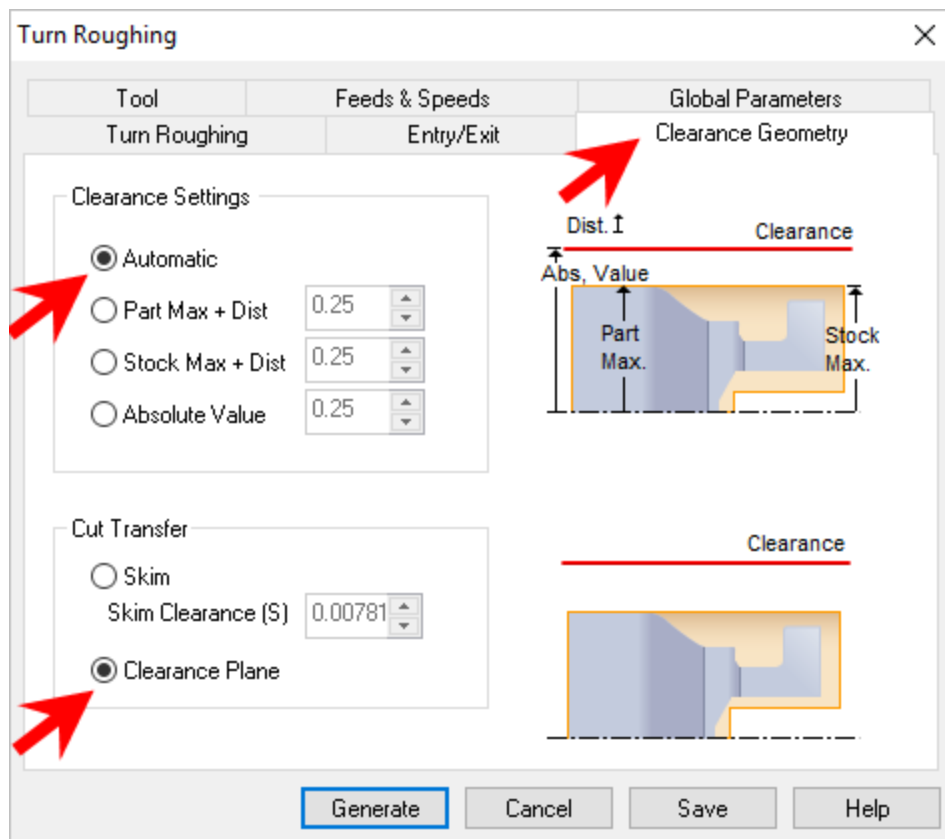 Turn Roughing
Tool Feeds & Speeds Global Parameters
Turn Roughing Entry/Exit Clearance Geometry
Clearance Settings
Automatic
Part Max + Dist 0.25
Stock Max + Dist 0.25
Absolute Value 0.25
Dist. Clearance
Abs, Value
Part
Max.
Stock
Max.
Cut Transfer
Skim
Skim Clearance (S) 0.00781
Clearance Plane
Clearance
Generate Cancel Save Help